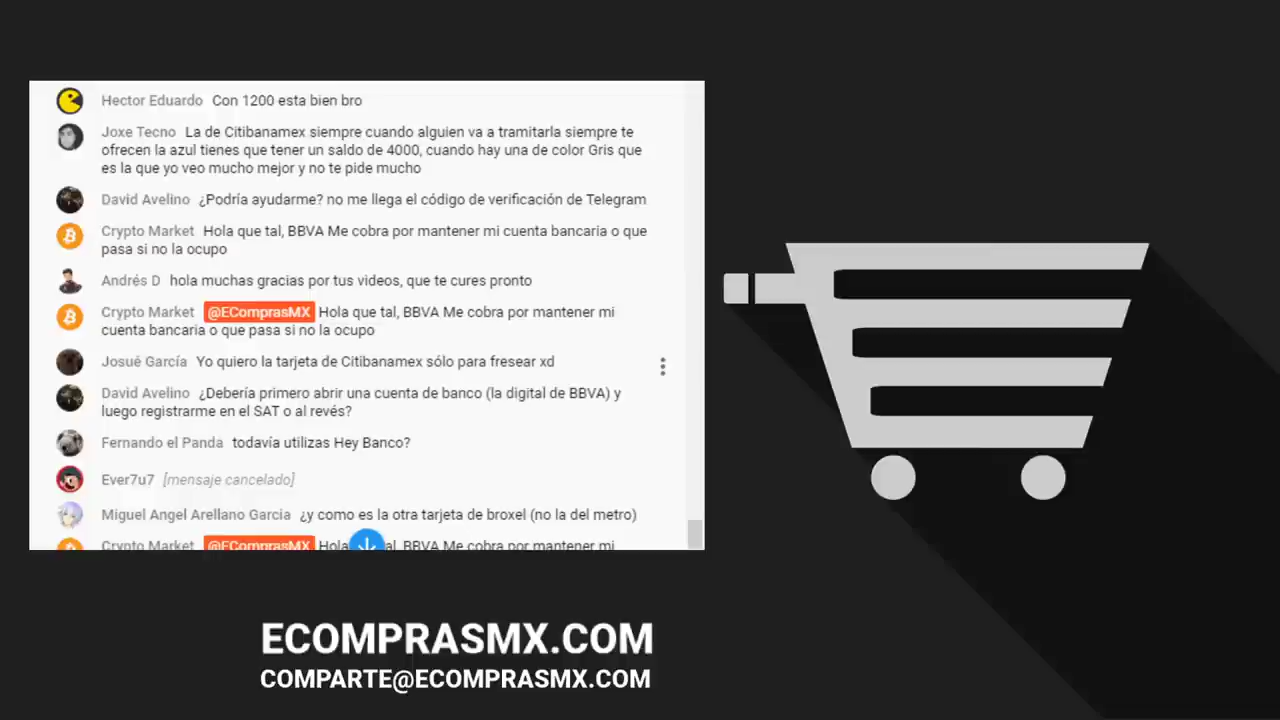 Hector Eduardo Con 1200 esta bien bro
Joxe Tecno La de Citibanamex siempre cuando alguien va a tramitarla siempre te
ofrecen la azul tienes que tener un saldo de 4000, cuando hay una de color Gris que
es la que yo veo mucho mejor y no te pide mucho
David Avelino ¿Podría ayudarme? no me llega el código de verificación de Telegram
Crypto Market Hola que tal, BBVA Me cobra por mantener mi cuenta bancaria o que
pasa si no la ocupo
Andrés D hola muchas gracias por tus videos, que te cures pronto
Crypto Market @EComprasMX Hola que tal, BBVA Me cobra por mantener mi
cuenta bancaria o que pasa si no la ocupo
Josué García Yo quiero la tarjeta de Citibanamex sólo para fresear xd
David Avelino ¿Debería primero abrir una cuenta de banco (la digital de BBVA) y
luego registrarme en el SAT o al revés?
Fernando el Panda todavía utilizas Hey Banco?
Ever7u7 [mensaje cancelado]
Miguel Angel Arellano Garcia ¿y como es la otra tarjeta de broxel (no la del metro)
Crypto Market @EComprasMX Hola al, BBVA Me cobra por mantener mi
ECOMPRASMX.COM
COMPARTE@ECOMPRASMX.COM